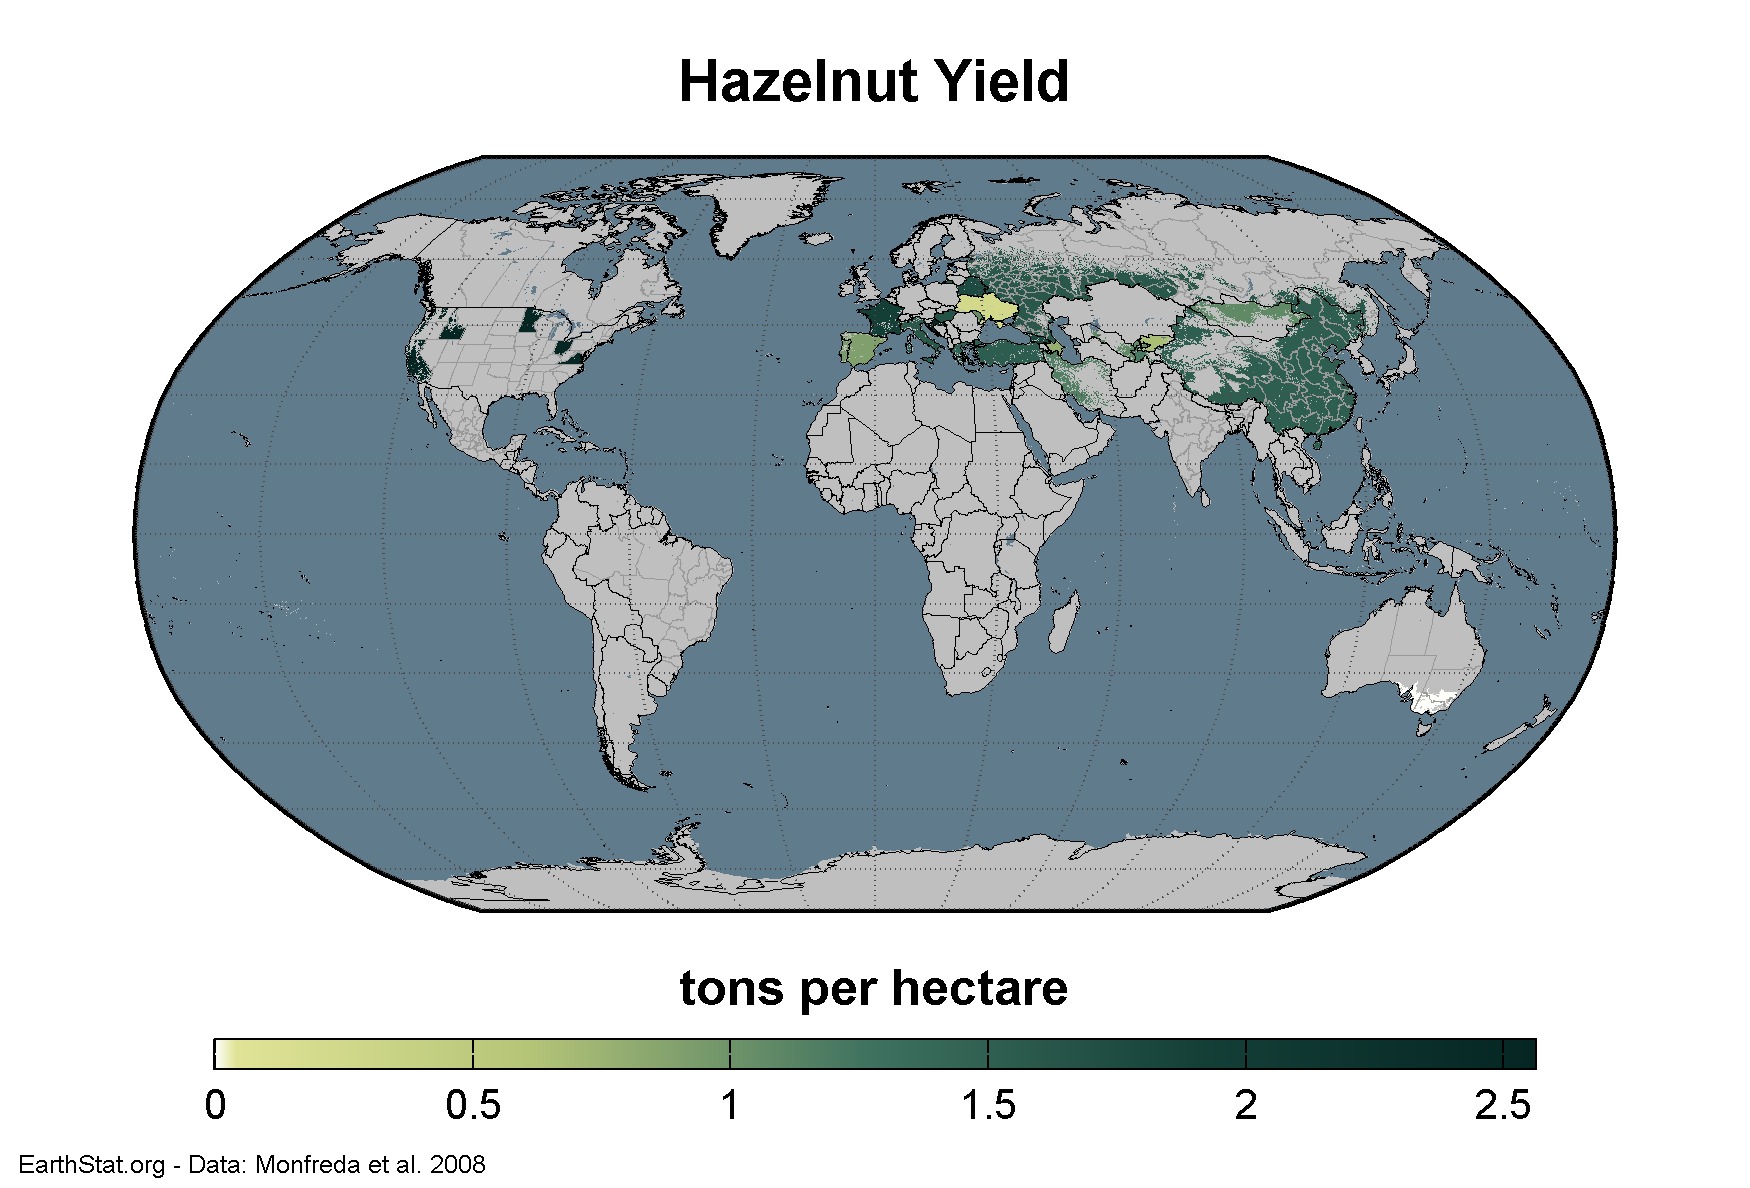 Hazelnut Yield
tons per hectare
0 0.5 1 1.5 2 2.5
EarthStat.org - Data: Monfreda et al. 2008